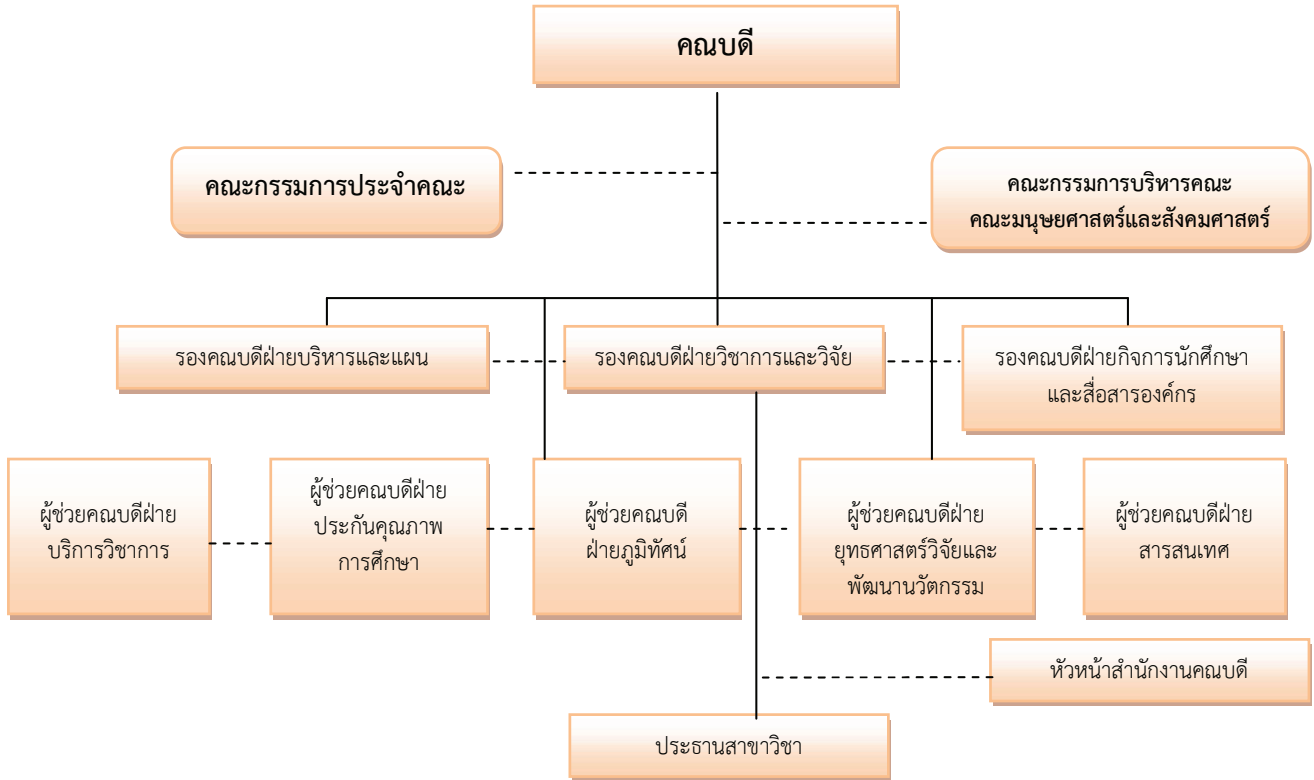 คณบดี
คณะกรรมการประจำคณะ
คณะกรรมการบริหารคณะ
คณะมนุษยศาสตร์และสังคมศาสตร์
รองคณบดีฝ่ายบริหารและแผน
รองคณบดีฝ่ายวิชาการและวิจัย
รองคณบดีฝ่ายกิจการนักศึกษา
และสื่อสารองค์กร
ผู้ช่วยคณบดีฝ่าย
บริการวิชาการ
ผู้ช่วยคณบดีฝ่าย
ประกันคุณภาพ
การศึกษา
ผู้ช่วยคณบดี
ฝ่ายภูมิทัศน์
ผู้ช่วยคณบดีฝ่าย
ยุทธศาสตร์วิจัยและ
พัฒนานวัตกรรม
ผู้ช่วยคณบดีฝ่าย
สารสนเทศ
หัวหน้าสำนักงานคณบดี
ประธานสาขาวิชา